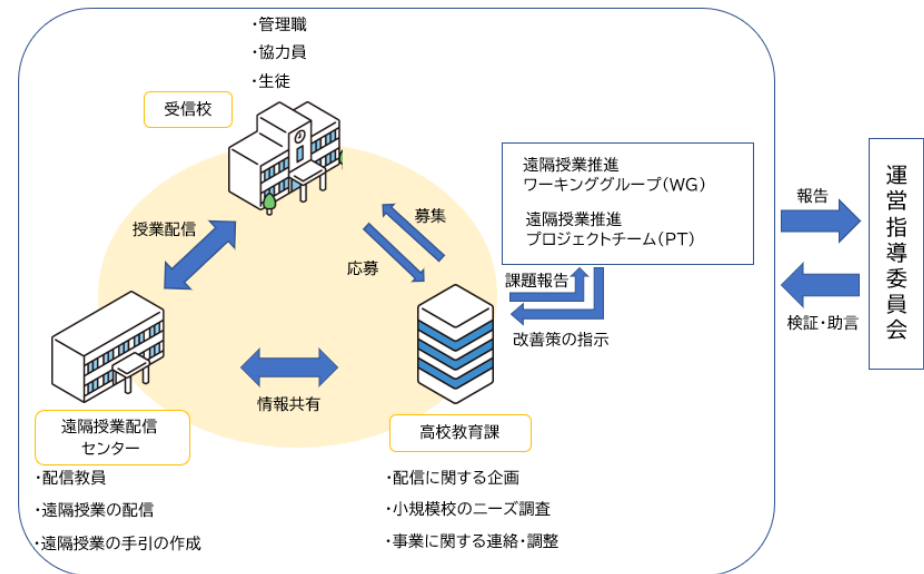 ・管理職
・協力員
・生徒
受信校
遠隔授業推進
ワーキンググループ(WG)
遠隔授業推進
プロジェクトチーム(PT)
運営指導委員会
報告
検証・助言
授業配信
募集
応募
課題報告
改善策の指示
情報共有
遠隔授業配信
センター
・配信教員
・遠隔授業の配信
・遠隔授業の手引の作成
高校教育課
・配信に関する企画
・小規模校のニーズ調査
・事業に関する連絡・調整